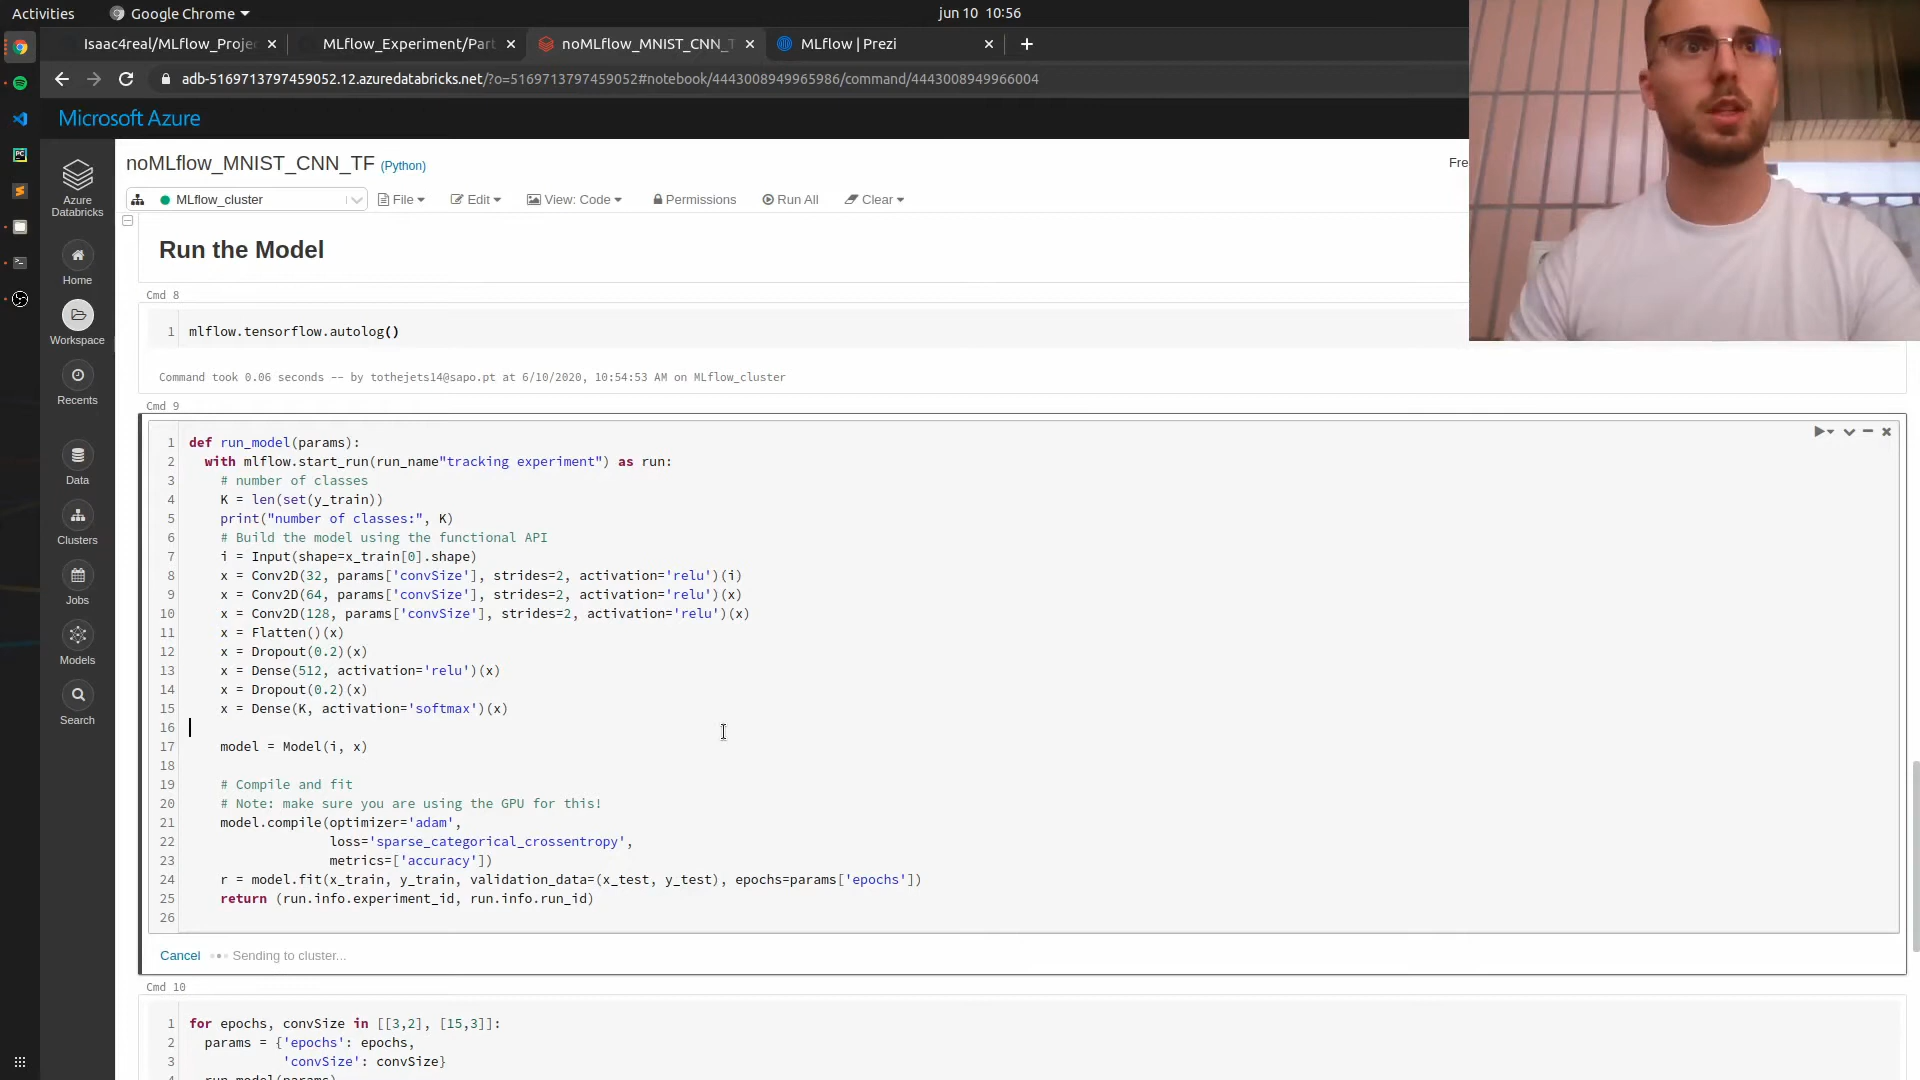 Activities
Google Chrome
jun 10 10:56
Isaac4real/MLflow_Proje
MLflow_Experiment/Part
noMLflow_MNIST_CNN_T
MLflow | Prezi
adb-5169713797459052.12.azuredatabricks.net/?o=5169713797459052#notebook/4443008949965986/command/4443008949966004
Microsoft Azure
noMLflow_MNIST_CNN_TF (Python)
Fre
MLflow_cluster
File
Edit
View: Code
Permissions
Run All
Clear
Azure
Databricks
Home
Workspace
Recents
Data
Clusters
Jobs
Models
Search
Run the Model
Cmd 8
1 mlflow.tensorflow.autolog()
Command took 0.06 seconds -- by tothejets14@sapo.pt at 6/10/2020, 10:54:53 AM on MLflow_cluster
Cmd 9
1 def run_model(params):
2 with mlflow.start_run(run_name"tracking experiment") as run:
3 # number of classes
4 K = len(set(y_train))
5 print("number of classes:", K)
6 # Build the model using the functional API
7 i = Input(shape=x_train[0].shape)
8 x = Conv2D(32, params['convSize'], strides=2, activation='relu')(i)
9 x = Conv2D(64, params['convSize'], strides=2, activation='relu')(x)
10 x = Conv2D(128, params['convSize'], strides=2, activation='relu')(x)
11 x = Flatten()(x)
12 x = Dropout(0.2)(x)
13 x = Dense(512, activation='relu')(x)
14 x = Dropout(0.2)(x)
15 x = Dense(K, activation='softmax')(x)
16
17 model = Model(i, x)
18
19 # Compile and fit
20 # Note: make sure you are using the GPU for this!
21 model.compile(optimizer='adam',
22 loss='sparse_categorical_crossentropy',
23 metrics=['accuracy'])
24 r = model.fit(x_train, y_train, validation_data=(x_test, y_test), epochs=params['epochs'])
25 return (run.info.experiment_id, run.info.run_id)
26
Cancel Sending to cluster...
Cmd 10
1 for epochs, convSize in [[3,2], [15,3]]:
2 params = {'epochs': epochs,
3 'convSize': convSize}
4 run_model(params)